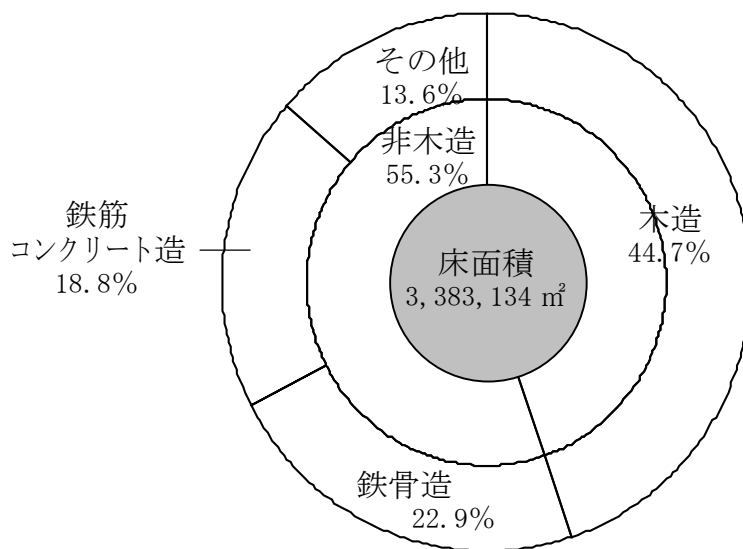 その他
13.6%
非木造
55.3%
木造
44.7%
鉄筋
コンクリート造
18.8%
床面積
3,383,134 ㎡
鉄骨造
22.9%